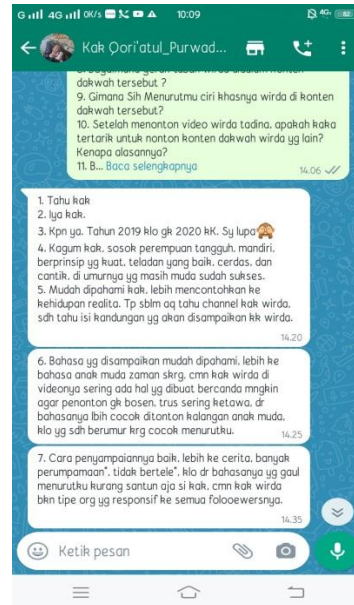 4G 0K/s 10:09 4G+ 82
Kak Qori'atul_Purwad...
dakwah tersebut ?
9. Gimana Sih Menurutmu ciri khasnya wirda di konten
dakwah tersebut?
10. Setelah menonton video wirda tadina, apakah kaka
tertarik untuk nonton konten dakwah wirda yg lain?
Kenapa alasannya?
11. B... Baca selengkapnya 14.06
1. Tahu kak
2. Iya kak.
3. Kpn ya. Tahun 2019 klo gk 2020 kK. Sy lupa🙈
4. Kagum kak. sosok perempuan tangguh. mandiri.
berprinsip yg kuat. teladan yang baik. cerdas. dan
cantik. di umurnya yg masih muda sudah sukses.
5. Mudah dipahami kak. lebih mencontohkan ke
kehidupan realita. Tp sblm aq tahu channel kak wirda.
sdh tahu isi kandungan yg akan disampaikan kk wirda.
14.20
6. Bahasa yg disampaikan mudah dipahami. lebih ke
bahasa anak muda zaman skrg. cmn kak wirda di
videonya sering ada hal yg dibuat bercanda mngkin
agar penonton gk bosen. trus sering ketawa. dr
bahasanya lbih cocok ditonton kalangan anak muda.
klo yg sdh berumur krg cocok menurutku.
14.25
7. Cara penyampaiannya baik. lebih ke cerita. banyak
perumpamaan". tidak bertele". klo dr bahasanya yg gaul
menurutku kurang santun aja si kak. cmn kak wirda
bkn tipe org yg responsif ke semua folooewersnya.
14.35
Ketik pesan